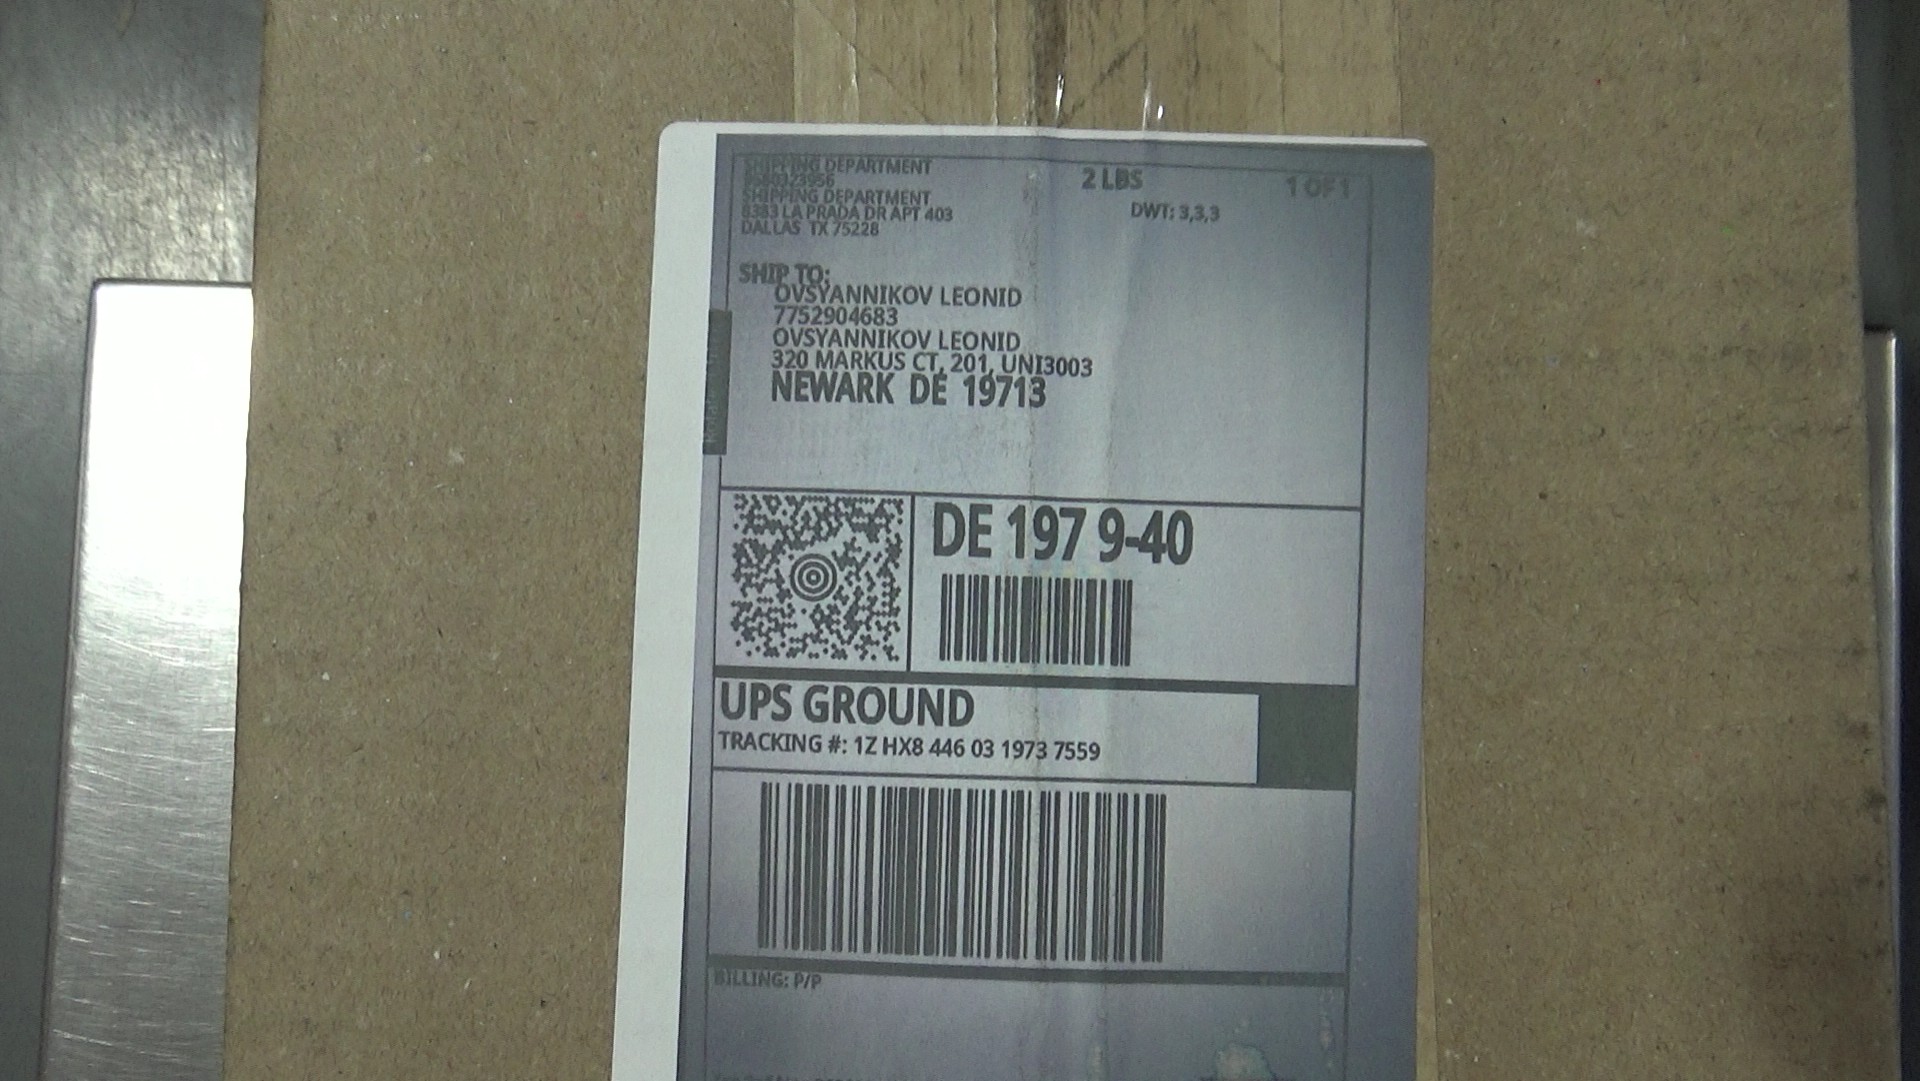 SHIPPING DEPARTMENT
SHIPPING DEPARTMENT
8383 LA PRADA DR APT 403
DALLAS TX 75228
2 LBS
1 OF 1
DWT: 3,3,3
SHIP TO:
OVSYANNIKOV LEONID
7752904683
OVSYANNIKOV LEONID
320 MARKUS CT, 201, UNI3003
NEWARK DE 19713
DE 197 9-40
UPS GROUND
TRACKING #: 1Z HX8 446 03 1973 7559
BILLING: P/P